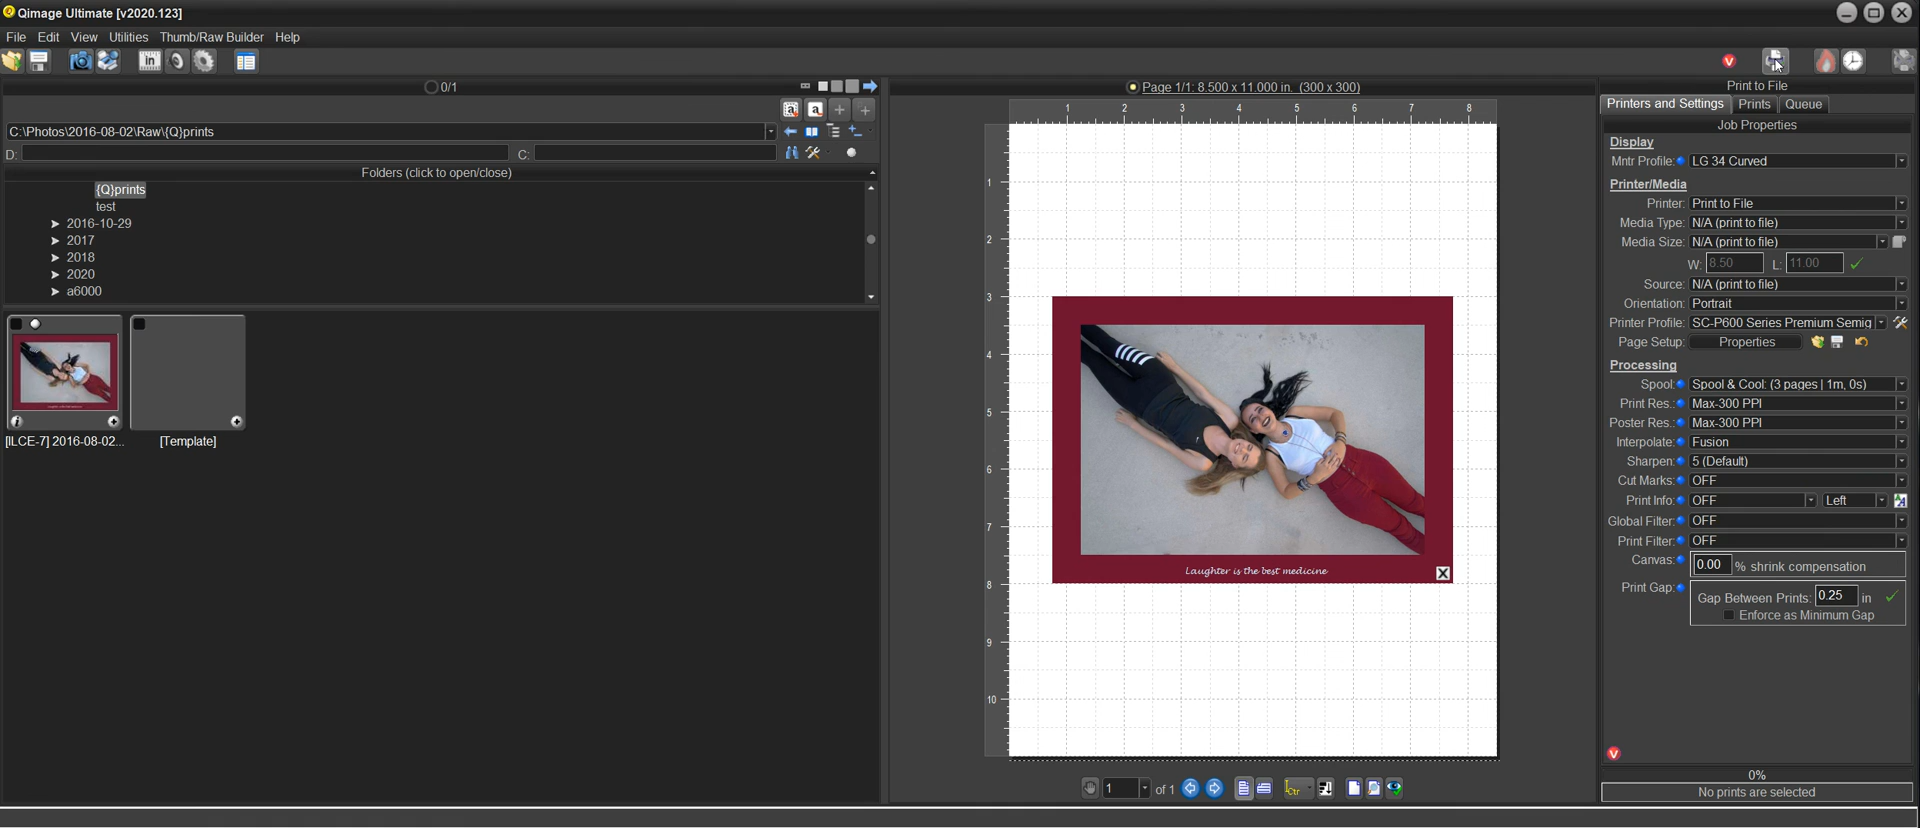 Qimage Ultimate [v2020.123]
File Edit View Utilities Thumb/Raw Builder Help
in
V
0/1
a a
C:\Photos\2016-08-02\Raw\{Q}prints
D: C:
Folders (click to open/close)
{Q}prints
test
2016-10-29
2017
2018
2020
a6000
[ILCE-7] 2016-08-02...
[Template]
Page 1/1: 8.500 x 11.000 in. (300 x 300)
1 2 3 4 5 6 7 8
1
2
3
4
5
6
7
8
9
10
Laughter is the best medicine
X
1 of 1
Ctr
Print to File
Printers and Settings Prints Queue
Job Properties
Display
Mntr Profile: LG 34 Curved
Printer/Media
Printer: Print to File
Media Type: N/A (print to file)
Media Size: N/A (print to file)
W: 8.50 L: 11.00
Source: N/A (print to file)
Orientation: Portrait
Printer Profile: SC-P600 Series Premium Semig
Page Setup: Properties
Processing
Spool: Spool & Cool: (3 pages | 1m, 0s)
Print Res.: Max-300 PPI
Poster Res.: Max-300 PPI
Interpolate: Fusion
Sharpen: 5 (Default)
Cut Marks: OFF
Print Info: OFF Left
Global Filter: OFF
Print Filter: OFF
Canvas: 0.00 % shrink compensation
Print Gap: Gap Between Prints: 0.25 in
Enforce as Minimum Gap
V
0%
No prints are selected